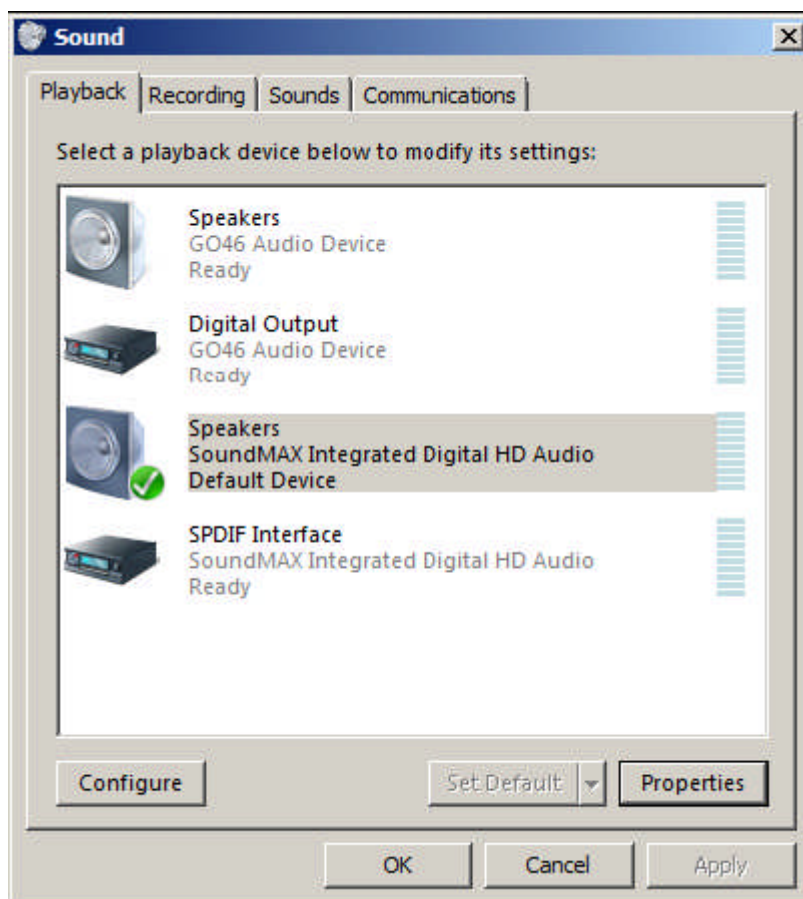 Sound
Playback Recording Sounds Communications
Select a playback device below to modify its settings:
Speakers
GO46 Audio Device
Ready
Digital Output
GO46 Audio Device
Ready
Speakers
SoundMAX Integrated Digital HD Audio
Default Device
SPDIF Interface
SoundMAX Integrated Digital HD Audio
Ready
Configure Set Default Properties
OK Cancel Apply